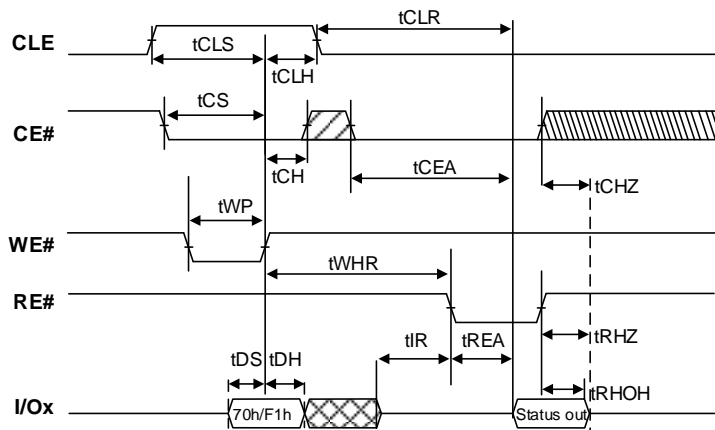 CLE
tCLR
tCLS
tCLH
CE#
tCS
tCH
tCEA
tCHZ
WE#
tWP
tWHR
RE#
tIR
tREA
tRHZ
tDS
tDH
tRHOH
I/Ox
70h/F1h
Status out